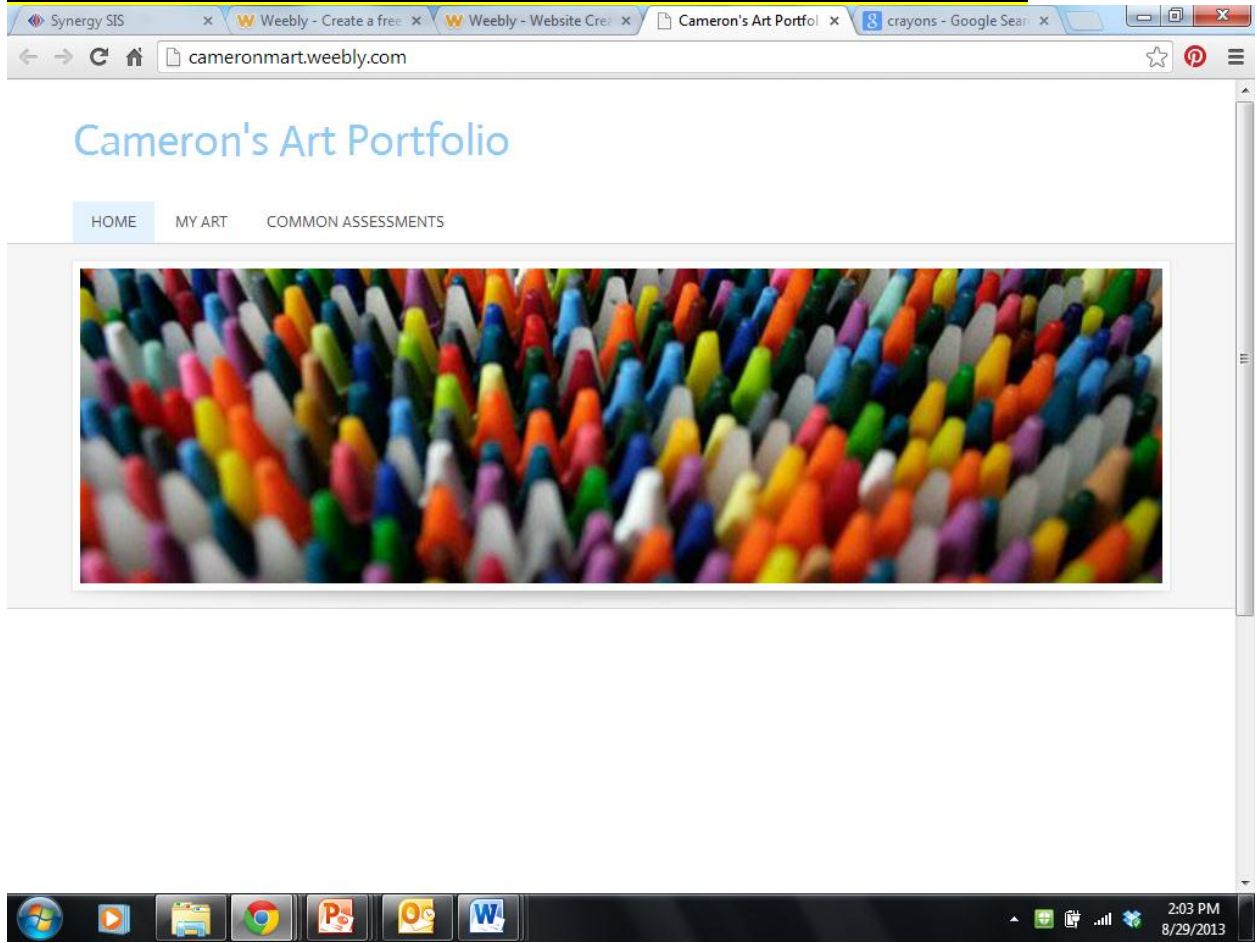 Synergy SIS
Weebly - Create a free
Weebly - Website Crea
Cameron's Art Portfol
crayons - Google Sear
cameronmart.weebly.com
Cameron's Art Portfolio
HOME MY ART COMMON ASSESSMENTS
2:03 PM
8/29/2013